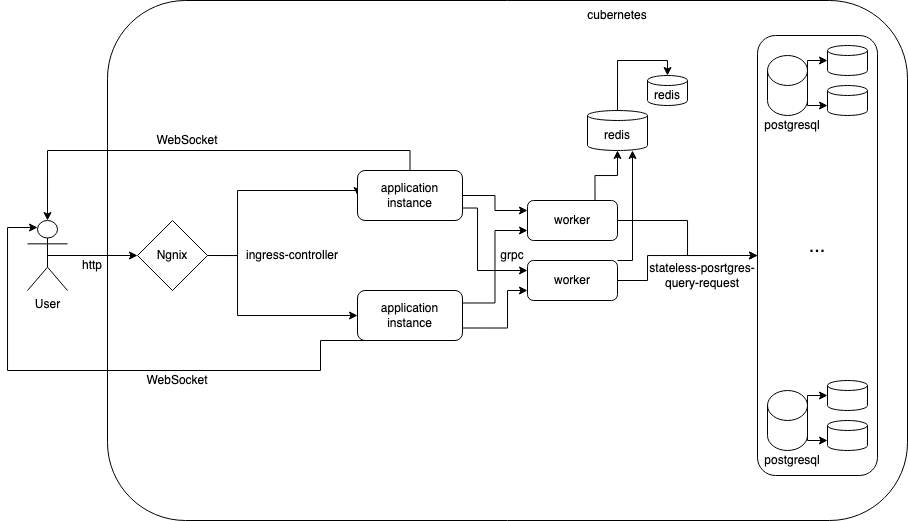 cubernetes
redis
redis
postgresql
WebSocket
application
instance
worker
Ngnix
ingress-controller
http
grpc
...
User
worker
stateless-posrtgres-
query-request
application
instance
WebSocket
postgresql